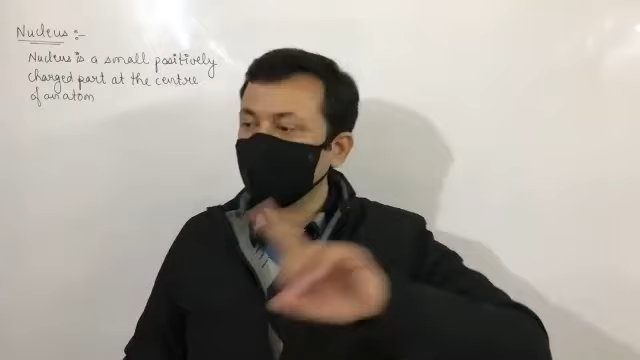 Nucleus :-
Nucleus is a small positively
charged part at the centre
of an atom